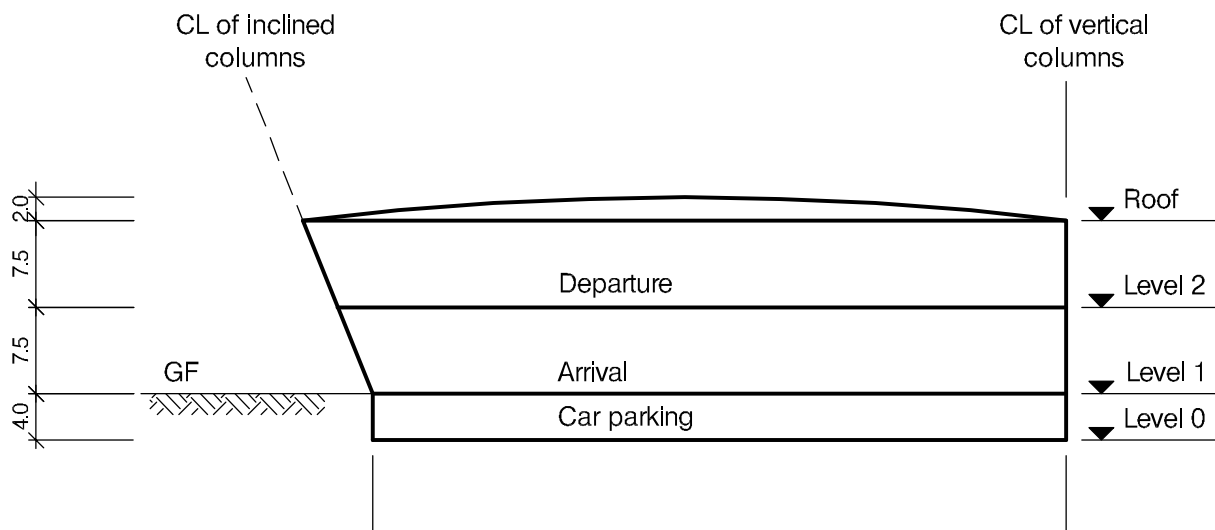 CL of inclined
columns
CL of vertical
columns
2.0
Roof
7.5
Departure
Level 2
7.5
GF
Arrival
Level 1
4.0
Car parking
Level 0